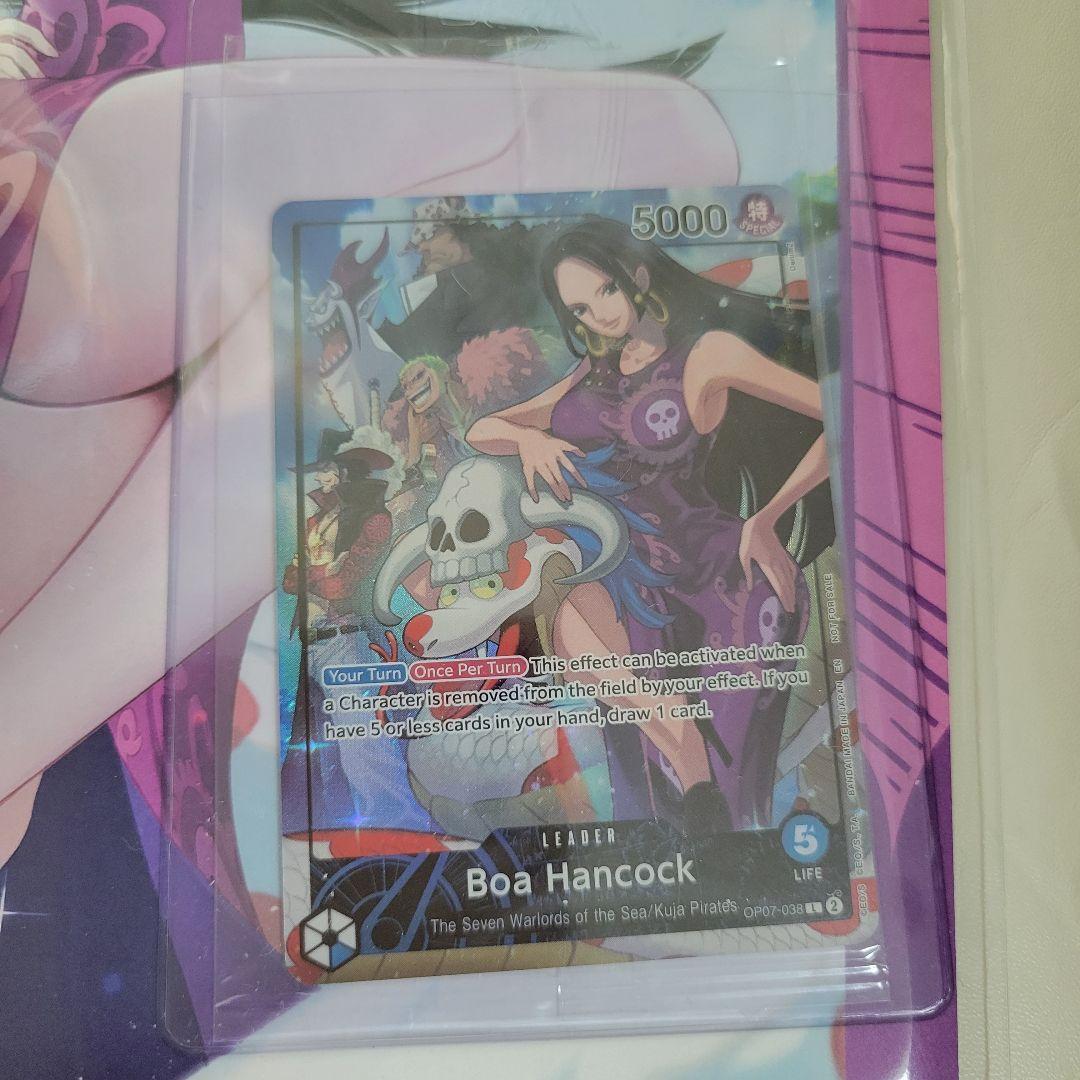 5000
特
SPECIAL
Your Turn Once Per Turn This effect can be activated when
a Character is removed from the field by your effect. If you
have 5 or less cards in your hand, draw 1 card.
LEADER
Boa Hancock
The Seven Warlords of the Sea/Kuja Pirates
OP07-038 L 2
5
LIFE
©EO/S., T.A. BANDAI MADE IN JAPAN EN NOT FOR SALE
©EO/S